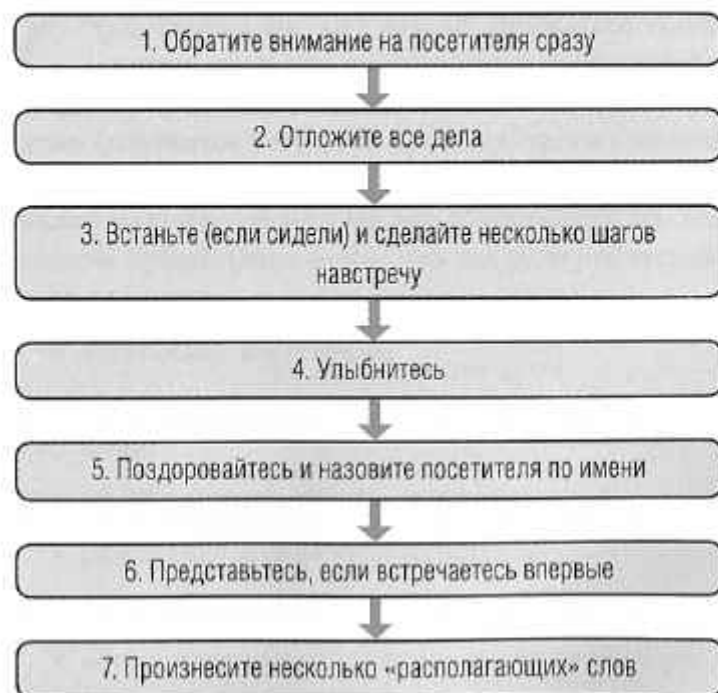 1. Обратите внимание на посетителя сразу
2. Отложите все дела
3. Встаньте (если сидели) и сделайте несколько шагов
навстречу
4. Улыбнитесь
5. Поздоровайтесь и назовите посетителя по имени
6. Представьтесь, если встречаетесь впервые
7. Произнесите несколько «располагающих» слов